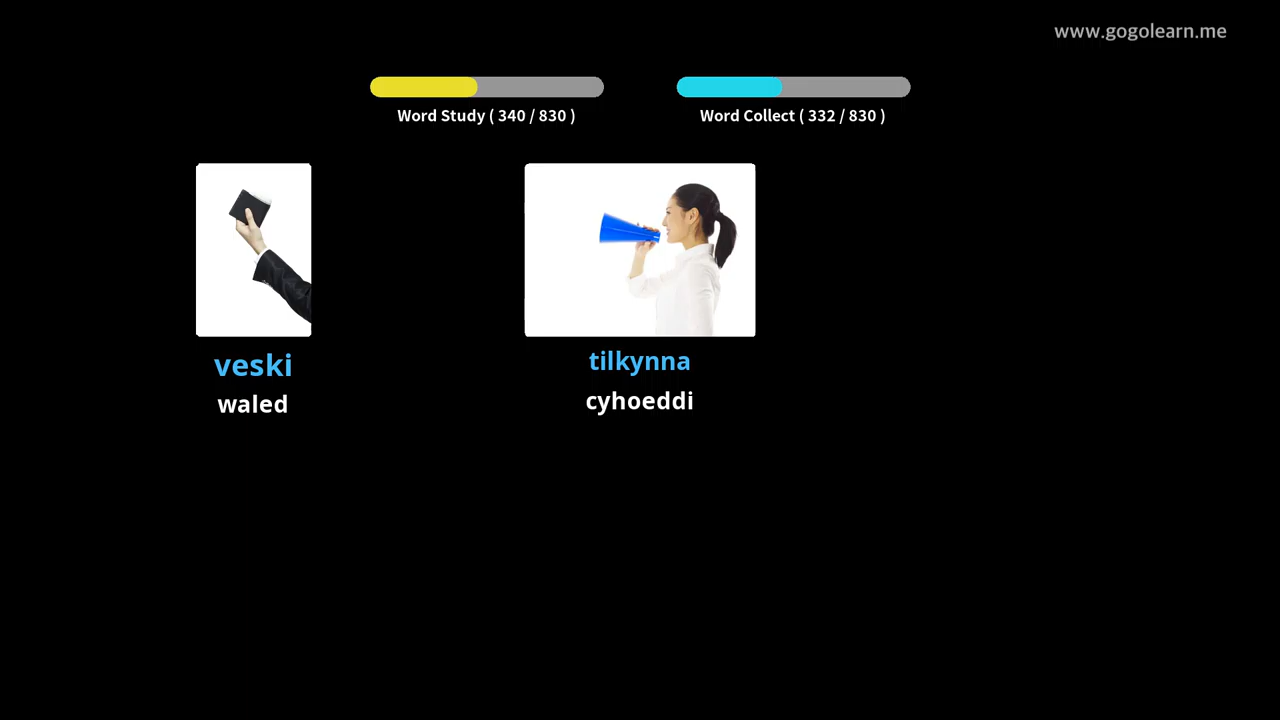 www.gogolearn.me
Word Study ( 340 / 830 )
Word Collect ( 332 / 830 )
veski
waled
tilkynna
cyhoeddi